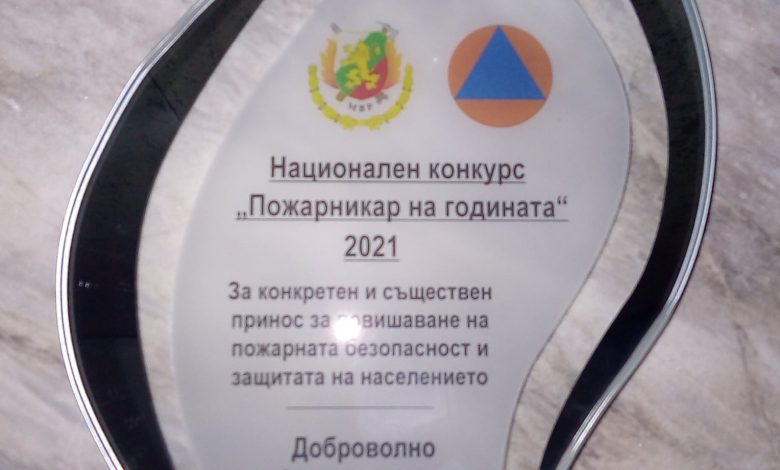 МВР
Национален конкурс
„Пожарникар на годината“
2021
За конкретен и съществен
принос за повишаване на
пожарната безопасност и
защитата на населението
Доброволно